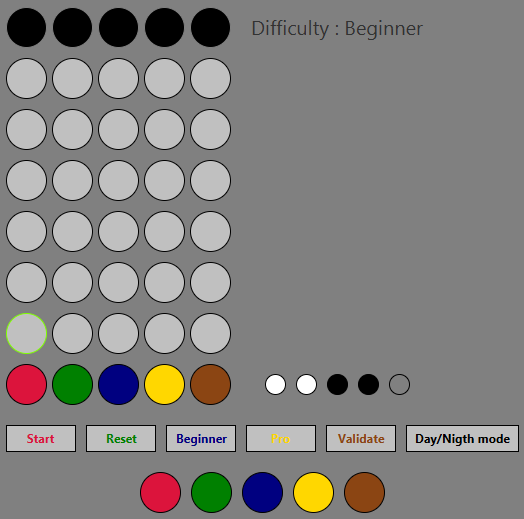 Difficulty : Beginner
Start Reset Beginner Pro Validate Day/Nigth mode